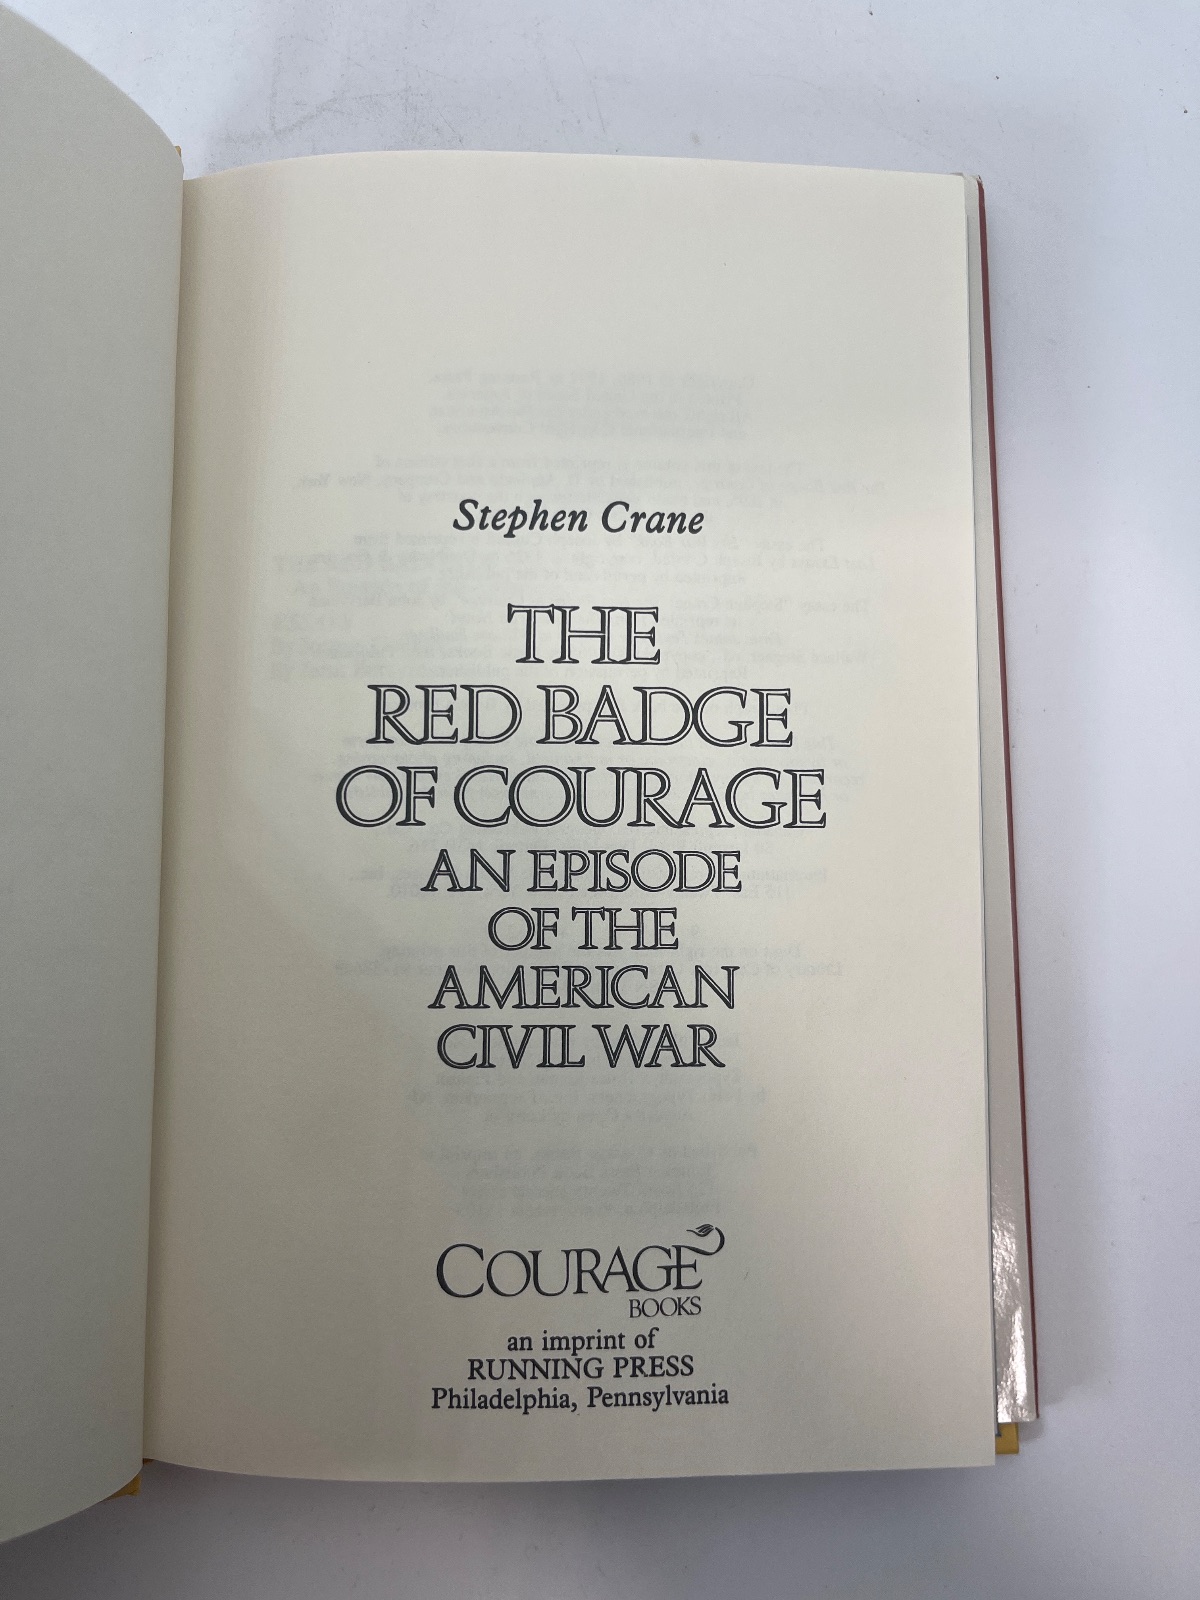 Stephen Crane
THE
RED BADGE
OF COURAGE
AN EPISODE
OF THE
AMERICAN
CIVIL WAR
COURAGE
BOOKS
an imprint of
RUNNING PRESS
Philadelphia, Pennsylvania